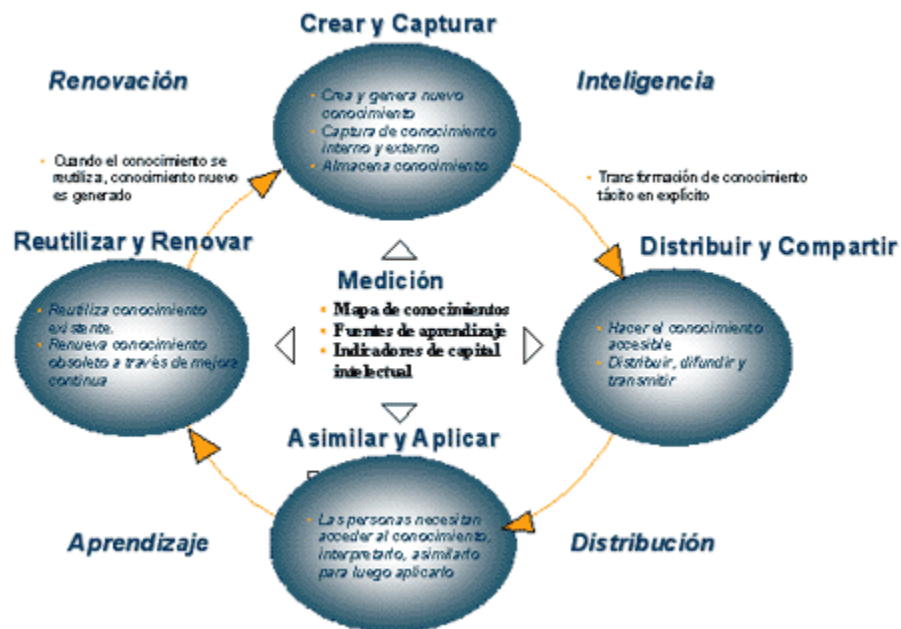 Crear y Capturar
Renovación
Inteligencia
• Crea y genera nuevo
conocimiento
• Captura de conocimiento
interno y externo
• Almacena conocimiento
• Cuando el conocimiento se
reutiliza, conocimiento nuevo
es generado
• Transformación de conocimiento
tácito en explícito
Reutilizar y Renovar
Distribuir y Compartir
Medición
• Mapa de conocimientos
• Fuentes de aprendizaje
• Indicadores de capital
intelectual
• Reutiliza conocimiento
existente.
• Renueva conocimiento
obsoleto a través de mejora
continua
• Hacer el conocimiento
accesible
• Distribuir, difundir y
transmitir
Asimilar y Aplicar
• Las personas necesitan
acceder al conocimiento,
interpretarlo, asimilarlo
para luego aplicarlo
Aprendizaje
Distribución